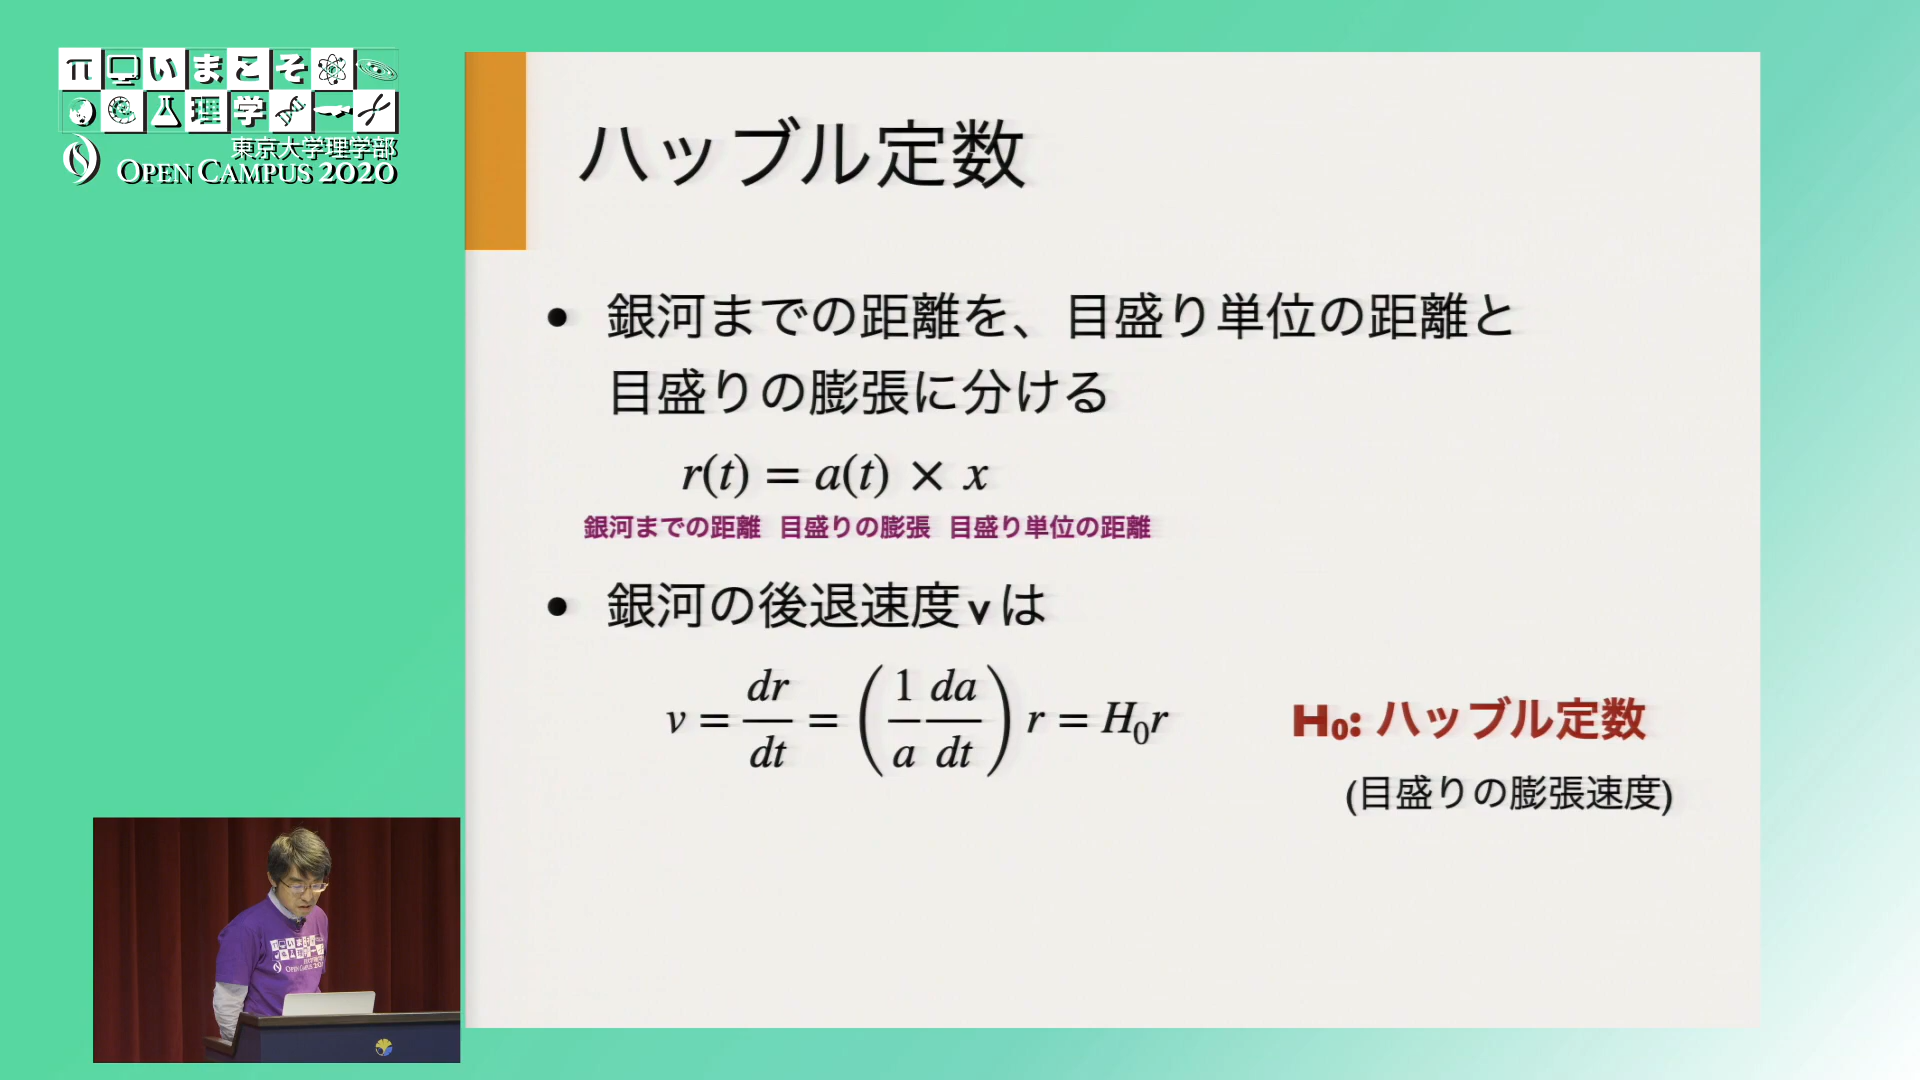 いまこそ
理学
東京大学理学部
OPEN CAMPUS 2020
ハッブル定数
• 銀河までの距離を、目盛り単位の距離と
目盛りの膨張に分ける
r(t) = a(t) × x
銀河までの距離 目盛りの膨張 目盛り単位の距離
• 銀河の後退速度vは
v = dr/dt = (1/a da/dt) r = H₀r
H₀: ハッブル定数
(目盛りの膨張速度)